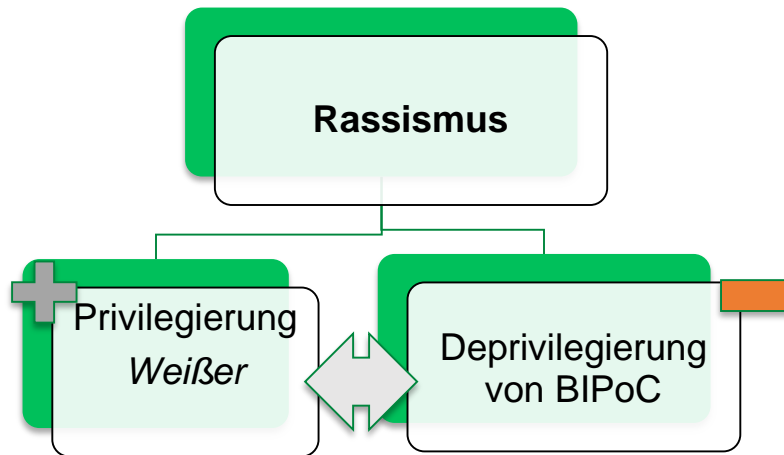 Rassismus
Privilegierung
Weißer
Deprivilegierung
von BIPoC